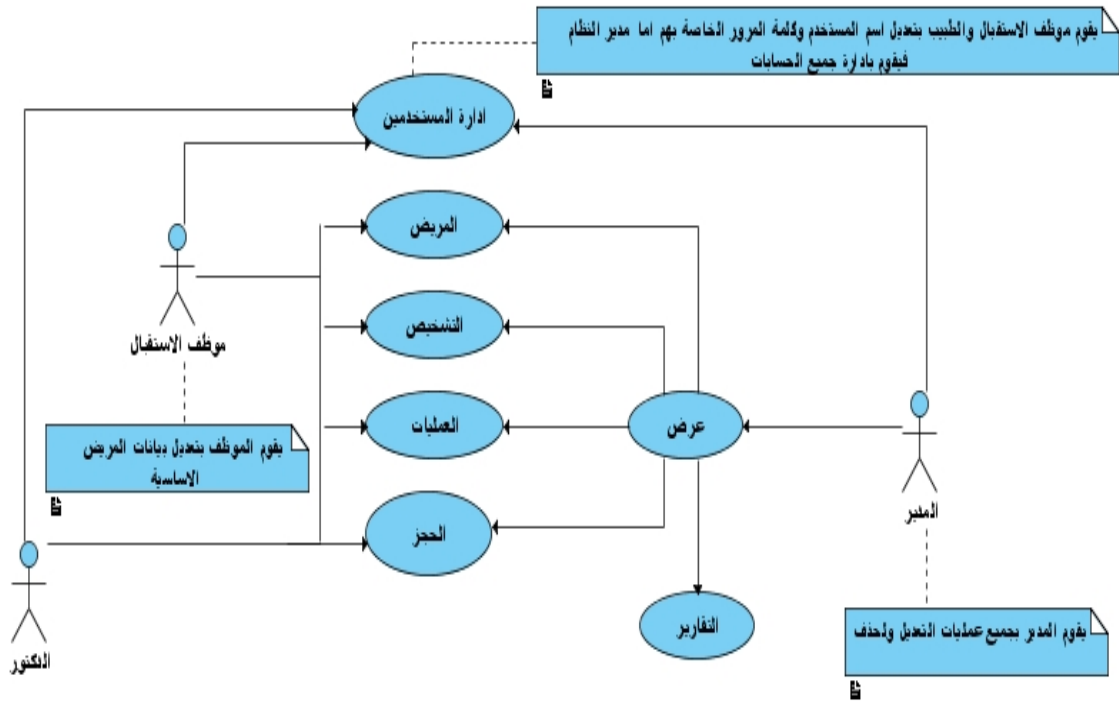 يقوم موظف الاستقبال والطبيب بتعديل اسم المستخدم وكلمة المرور الخاصة بهم اما مدير النظام
فيقوم بادارة جميع الحسابات
ادارة المستخدمين
المريض
التشخيص
موظف الاستقبال
العمليات
عرض
يقوم الموظف بتعديل بيانات المريض
الاساسية
المدير
الحجز
التقارير
يقوم المدير بجميع عمليات التعديل ولحذف
الدكتور